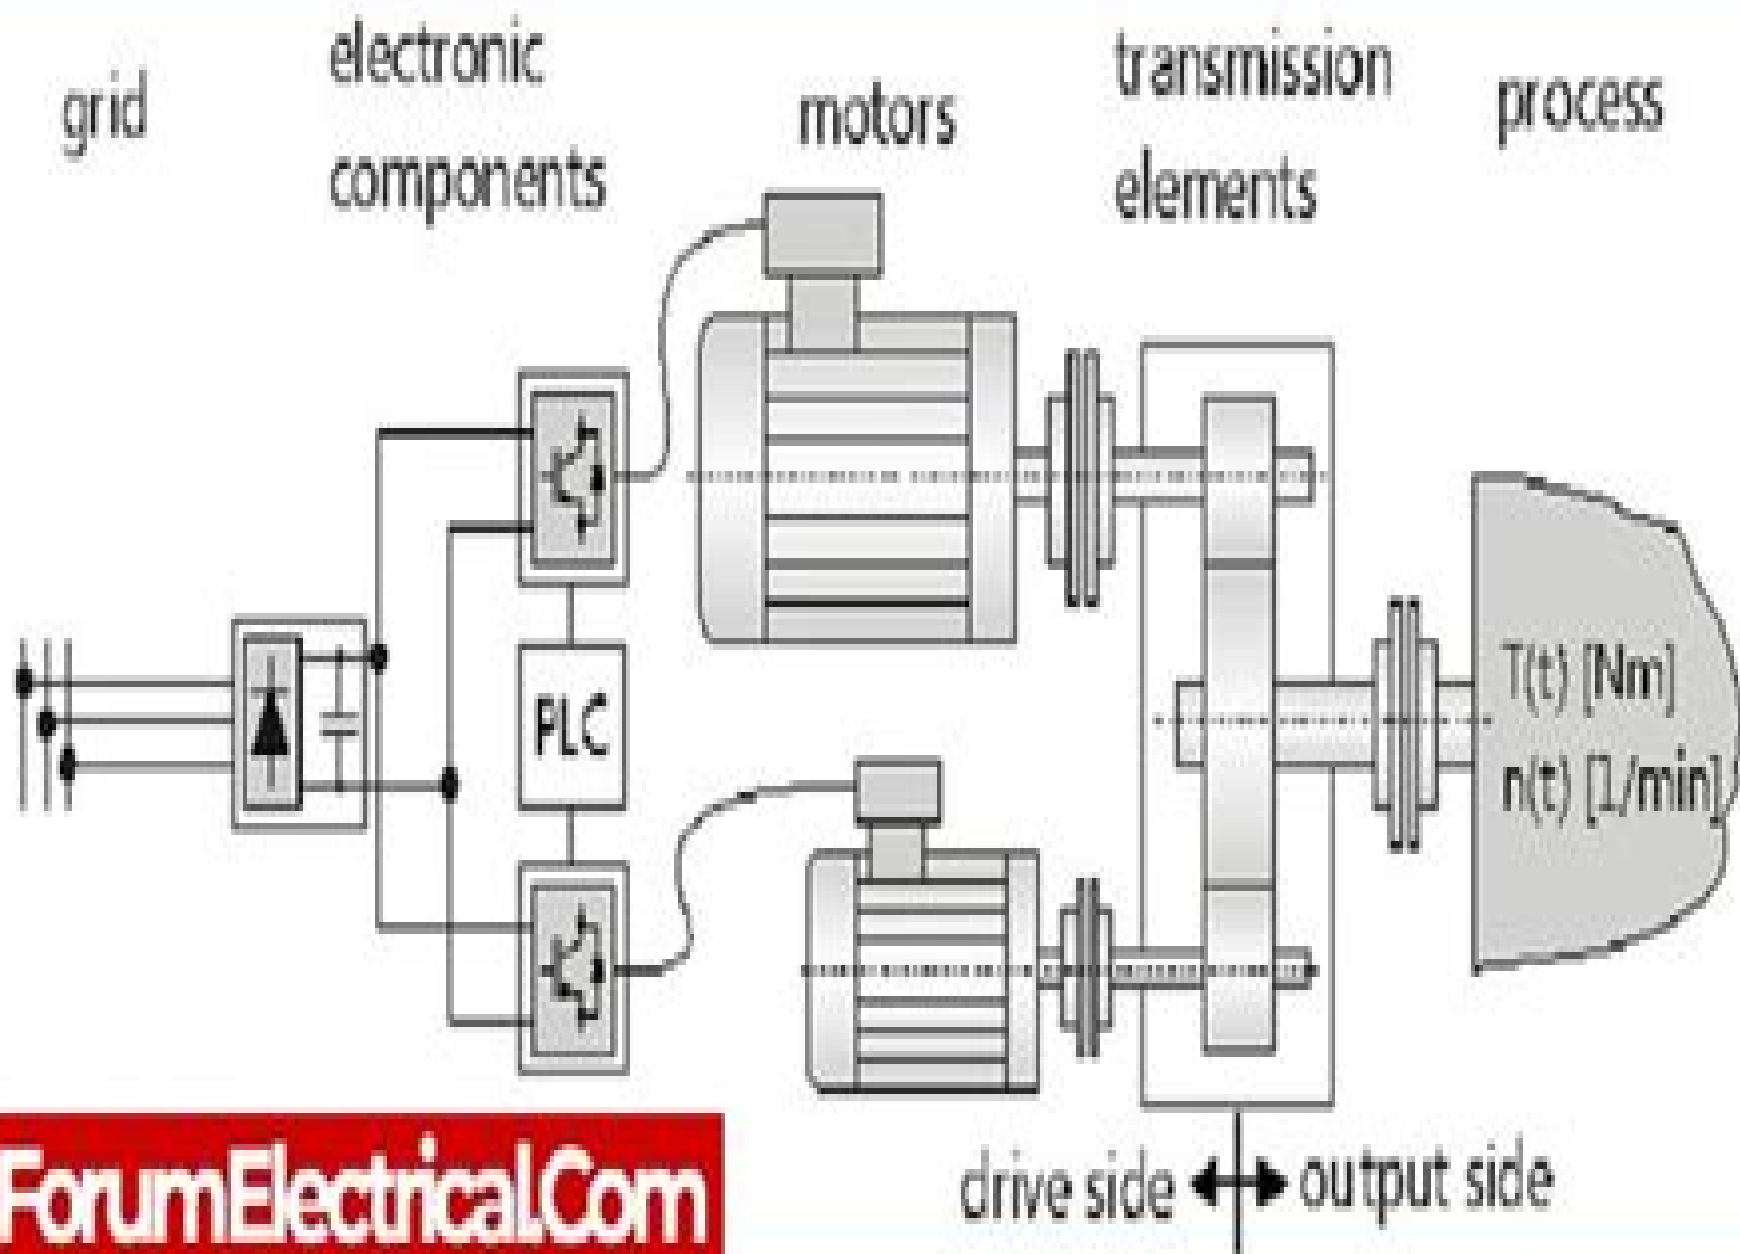 grid
electronic
components
motors
transmission
elements
process
PLC
T(t) [Nm]
n(t) [1/min]
drive side
output side
ForumElectrical.Com